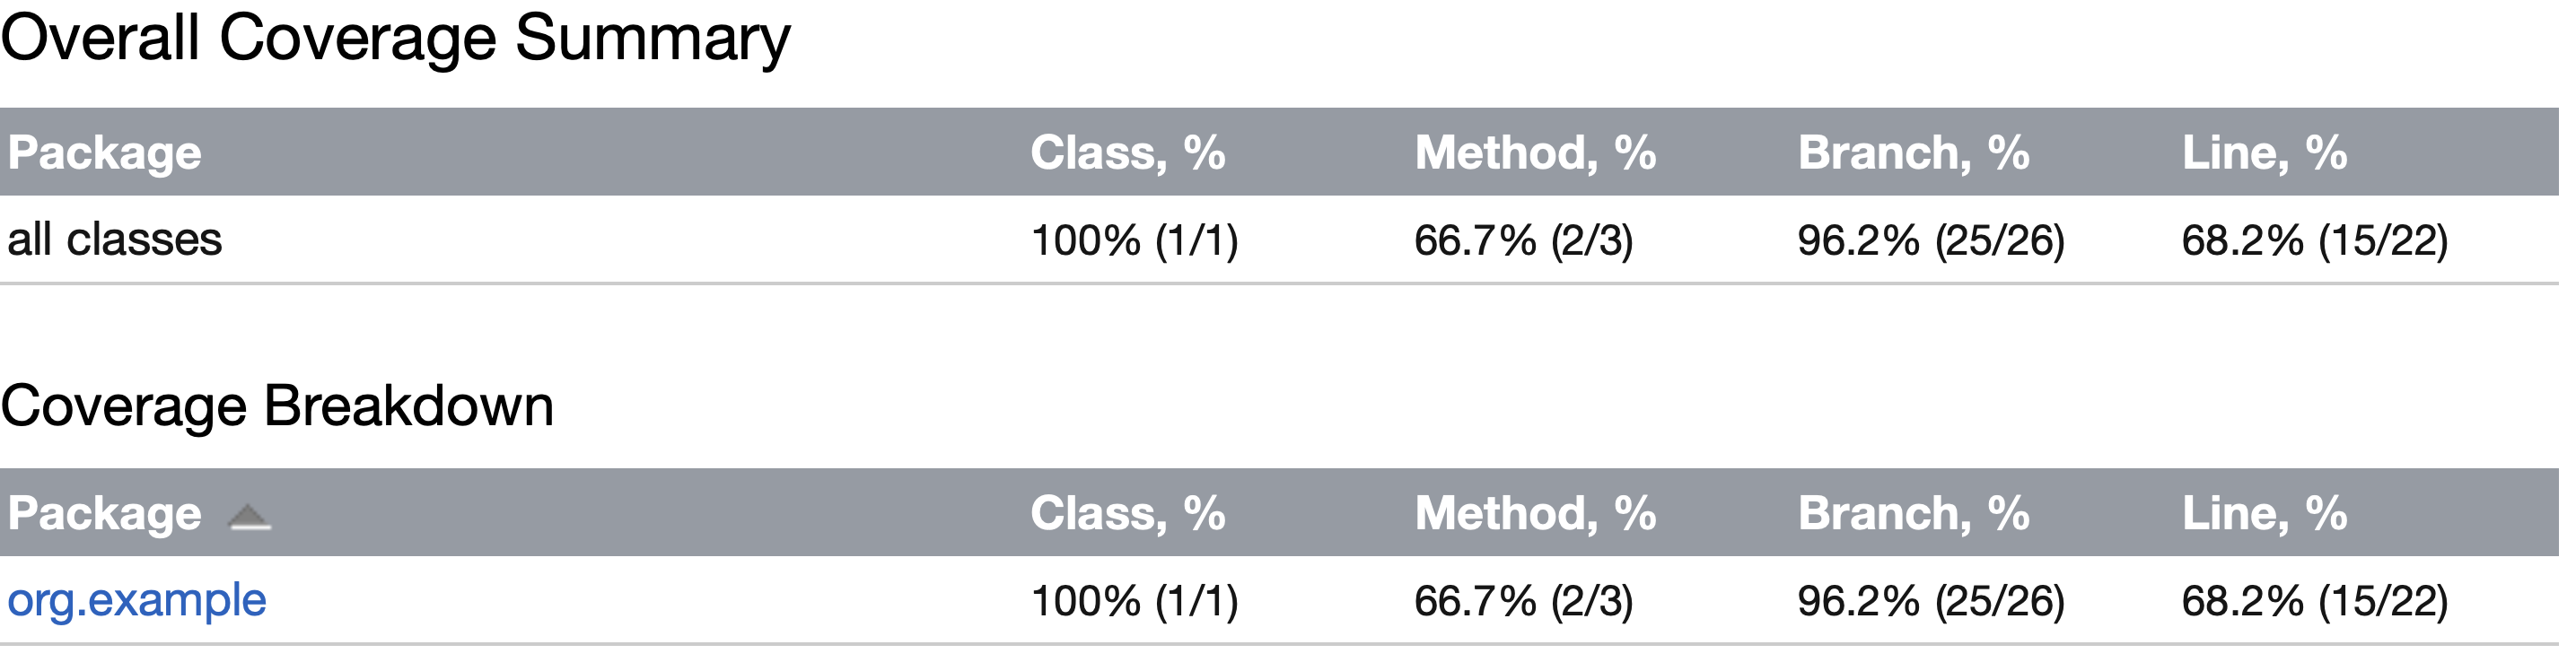 Overall Coverage Summary
Package Class, % Method, % Branch, % Line, %
all classes 100% (1/1) 66.7% (2/3) 96.2% (25/26) 68.2% (15/22)
Coverage Breakdown
Package Class, % Method, % Branch, % Line, %
org.example 100% (1/1) 66.7% (2/3) 96.2% (25/26) 68.2% (15/22)